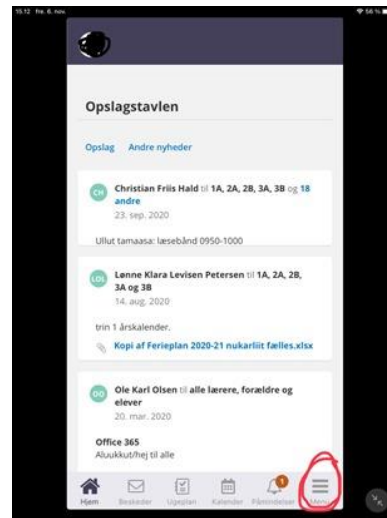 15.12 fre. 6. nov.
56 %
Opslagstavlen
Opslag Andre nyheder
CH
Christian Friis Hald til 1A, 2A, 2B, 3A, 3B og 18
andre
23. sep. 2020
Ullut tamaasa: læsebånd 0950-1000
LOL
Lønne Klara Levisen Petersen til 1A, 2A, 2B,
3A og 3B
14. aug. 2020
trin 1 årskalender.
Kopi af Ferieplan 2020-21 nukarliit fælles.xlsx
OO
Ole Karl Olsen til alle lærere, forældre og
elever
20. mar. 2020
Office 365
Aluukkut/hej til alle
1
Hjem Beskeder Ugeplan Kalender Påmindelser Menu